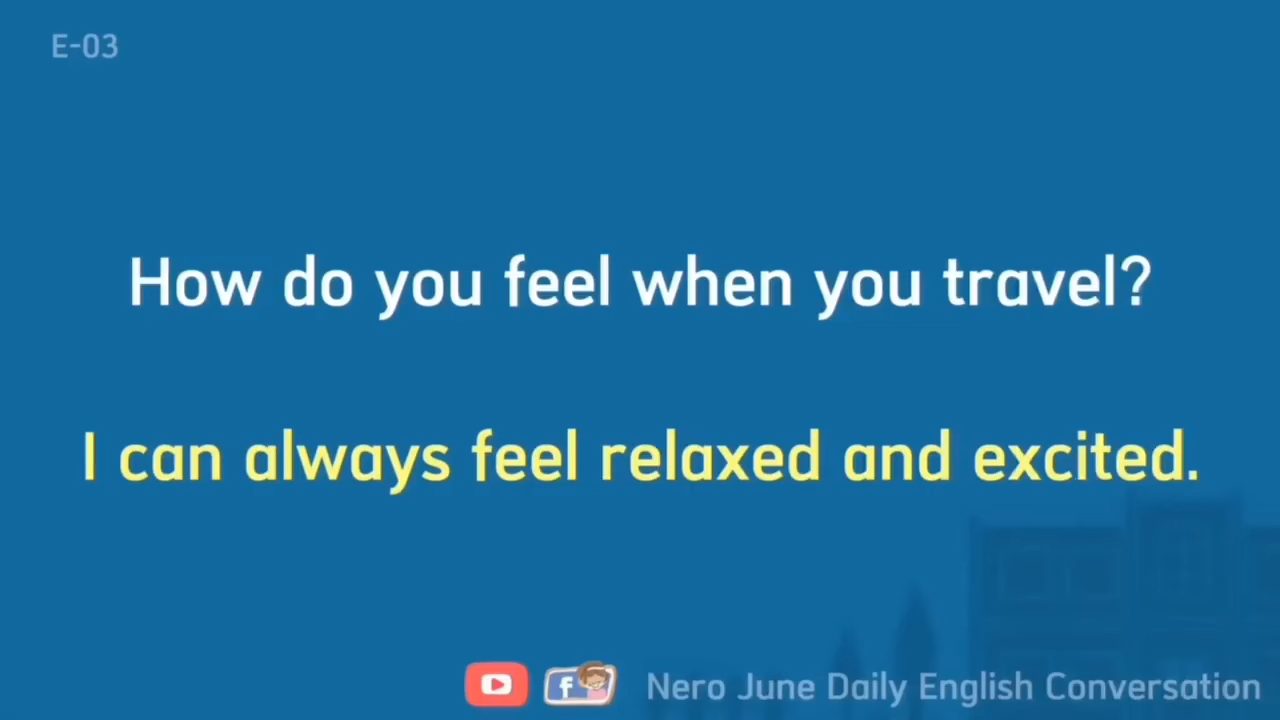 E-03
How do you feel when you travel?
I can always feel relaxed and excited.
f Nero June Daily English Conversation